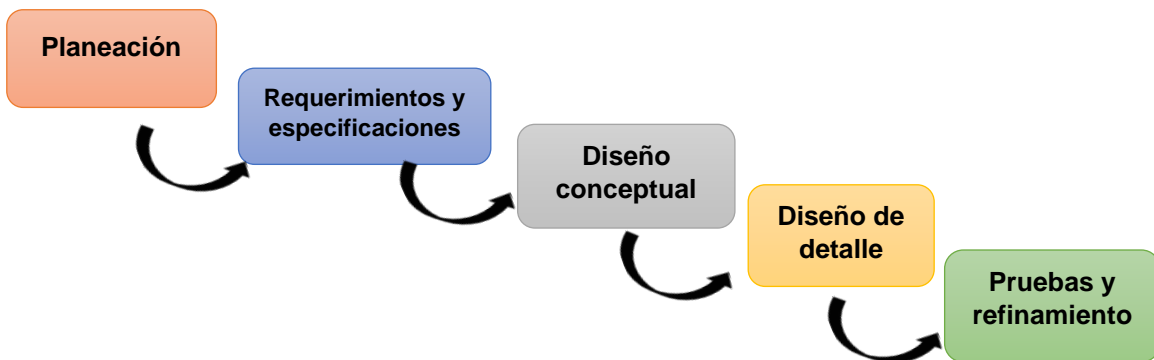 Planeación
Requerimientos y
especificaciones
Diseño
conceptual
Diseño de
detalle
Pruebas y
refinamiento